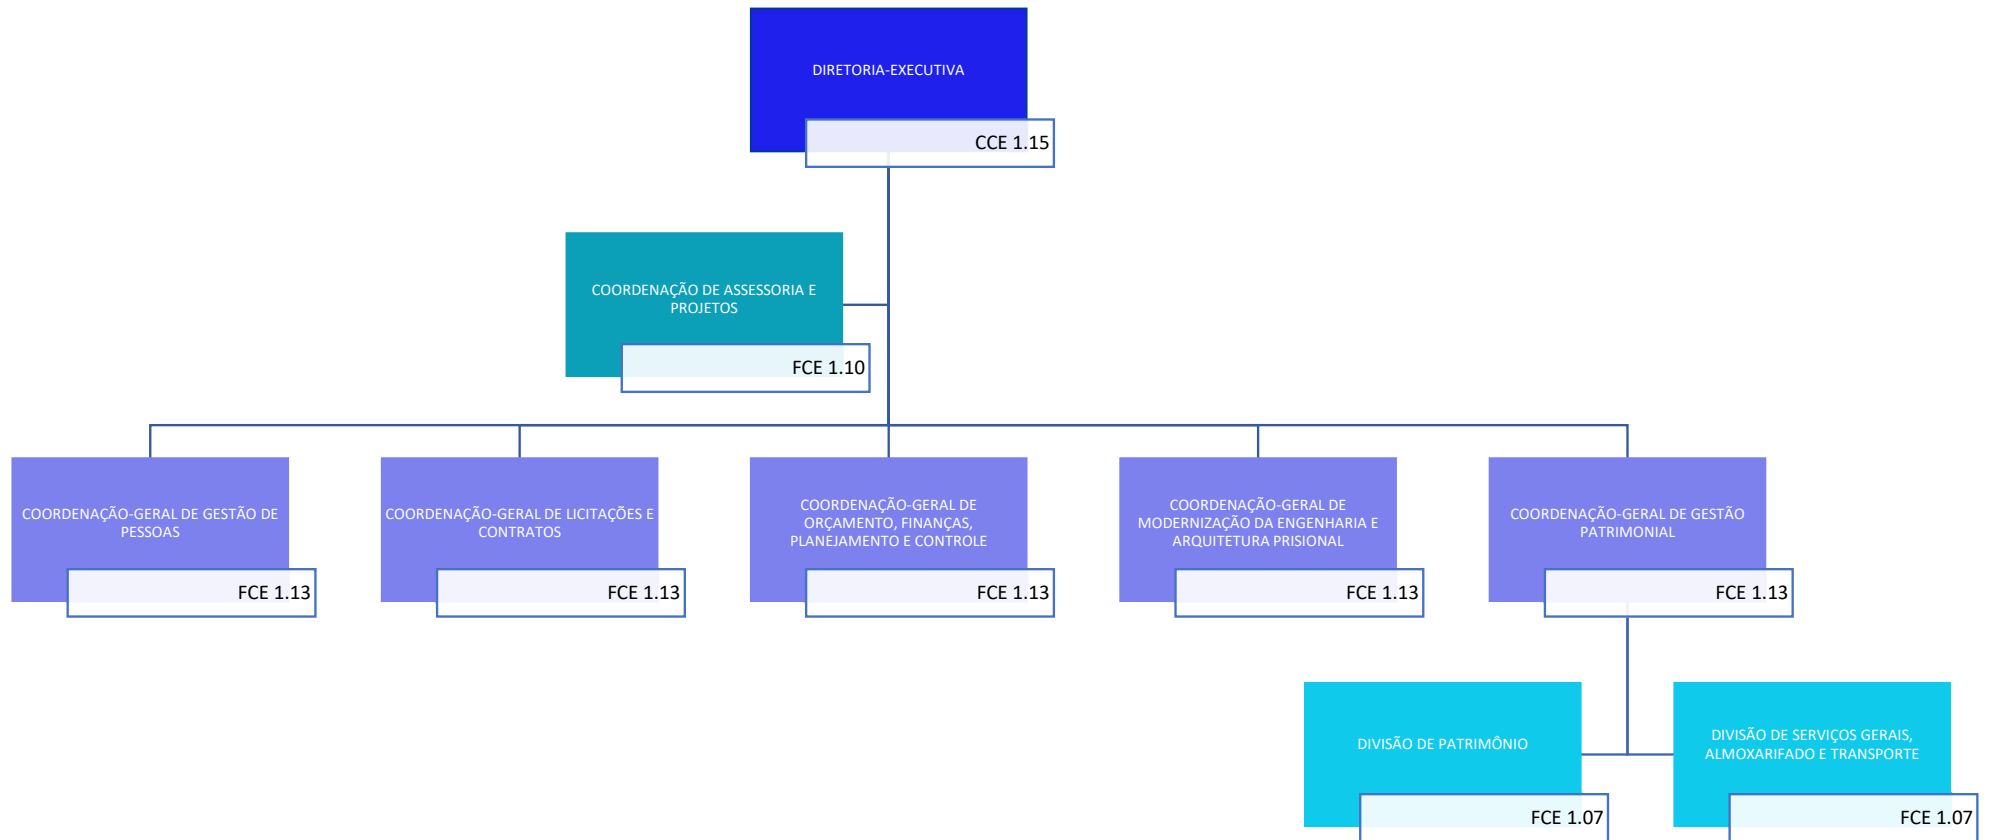 DIRETORIA-EXECUTIVA
CCE 1.15
COORDENAÇÃO DE ASSESSORIA E
PROJETOS
FCE 1.10
COORDENAÇÃO-GERAL DE GESTÃO DE
PESSOAS
FCE 1.13
COORDENAÇÃO-GERAL DE LICITAÇÕES E
CONTRATOS
FCE 1.13
COORDENAÇÃO-GERAL DE
ORÇAMENTO, FINANÇAS,
PLANEJAMENTO E CONTROLE
FCE 1.13
COORDENAÇÃO-GERAL DE
MODERNIZAÇÃO DA ENGENHARIA E
ARQUITETURA PRISIONAL
FCE 1.13
COORDENAÇÃO-GERAL DE GESTÃO
PATRIMONIAL
FCE 1.13
DIVISÃO DE PATRIMÔNIO
FCE 1.07
DIVISÃO DE SERVIÇOS GERAIS,
ALMOXARIFADO E TRANSPORTE
FCE 1.07